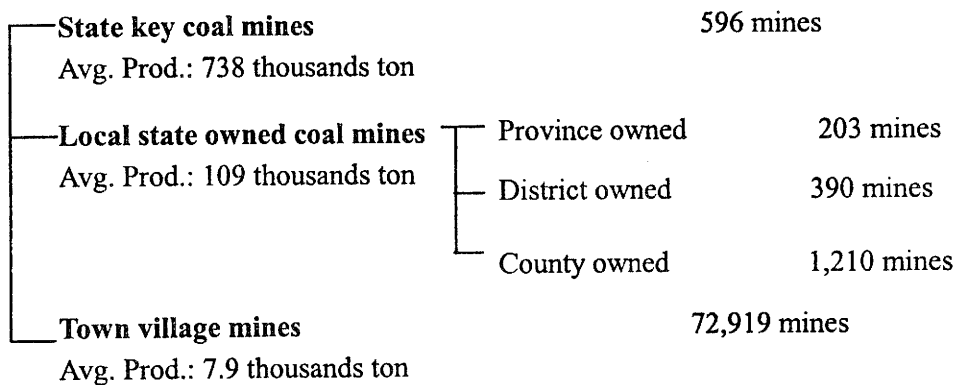 State key coal mines 596 mines
Avg. Prod.: 738 thousands ton
Local state owned coal mines Province owned 203 mines
Avg. Prod.: 109 thousands ton District owned 390 mines
County owned 1,210 mines
Town village mines 72,919 mines
Avg. Prod.: 7.9 thousands ton